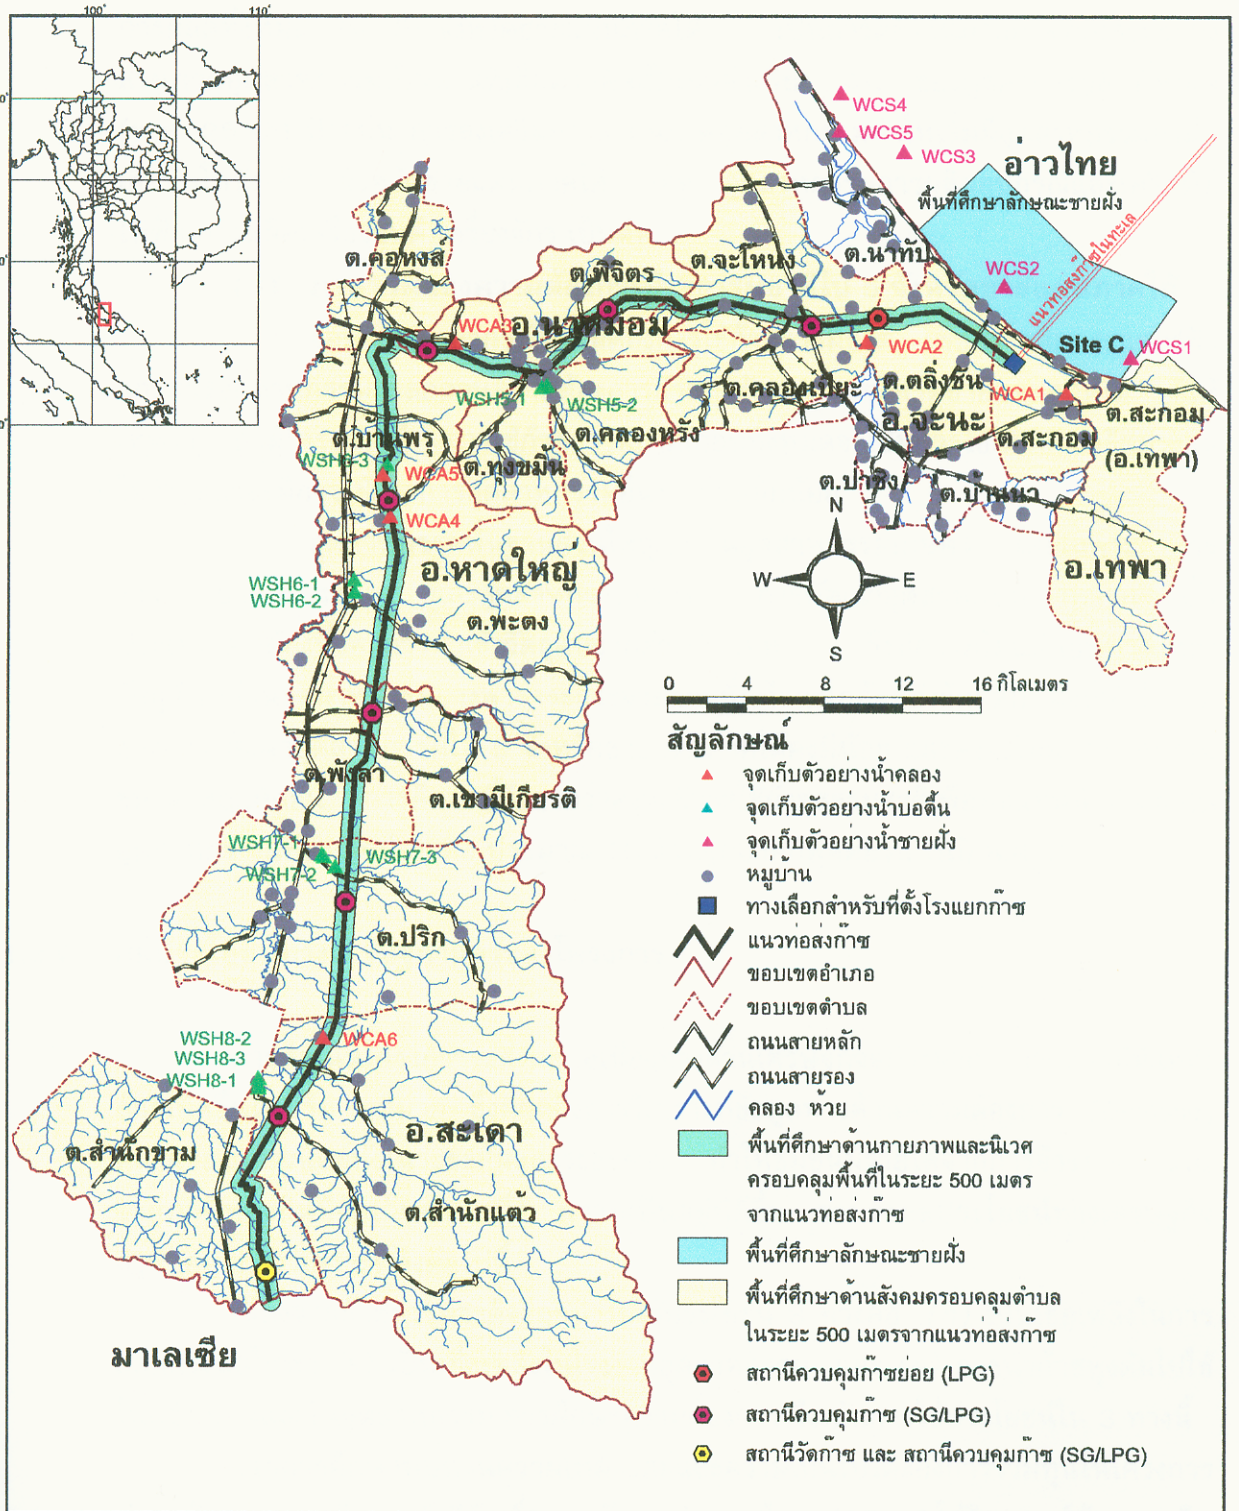 100°
110°
WCS4
WCS5
WCS3
อ่าวไทย
พื้นที่ศึกษาลักษณะชายฝั่ง
แนวท่อส่งก๊าซในทะเล
WCS2
Site C
WCS1
ต.คอหงส์
ต.พิจิตร
ต.จะโหนง
ต.นาทับ
WCA3
อ.นาหม่อม
WCA2
WSH5-1
WSH5-2
ต.คลองเปียะ
ต.ตลิ่งชัน
WCA1
ต.สะกอม
ต.บ้านพรุ
ต.คลองหรัง
อ.จะนะ
ต.สะกอม
(อ.เทพา)
WCA5
ต.ทุ่งขมิ้น
ต.ป่าชิง
ต.บ้านนา
WCA4
N
W
E
S
WSH6-1
WSH6-2
อ.หาดใหญ่
ต.พะตง
อ.เทพา
0 4 8 12 16 กิโลเมตร
ต.พังลา
ต.เขามีเกียรติ
WSH7-1
WSH7-3
WSH7-2
ต.ปริก
WSH8-2
WSH8-3
WSH8-1
WCA6
อ.สะเดา
ต.สำนักขาม
ต.สำนักแต้ว
มาเลเซีย
สัญลักษณ์
จุดเก็บตัวอย่างน้ำคลอง
จุดเก็บตัวอย่างน้ำบ่อตื้น
จุดเก็บตัวอย่างน้ำชายฝั่ง
หมู่บ้าน
ทางเลือกสำหรับที่ตั้งโรงแยกก๊าซ
แนวท่อส่งก๊าซ
ขอบเขตอำเภอ
ขอบเขตตำบล
ถนนสายหลัก
ถนนสายรอง
คลอง ห้วย
พื้นที่ศึกษาด้านกายภาพและนิเวศ
ครอบคลุมพื้นที่ในระยะ 500 เมตร
จากแนวท่อส่งก๊าซ
พื้นที่ศึกษาลักษณะชายฝั่ง
พื้นที่ศึกษาด้านสังคมครอบคลุมตำบล
ในระยะ 500 เมตรจากแนวท่อส่งก๊าซ
สถานีควบคุมก๊าซย่อย (LPG)
สถานีควบคุมก๊าซ (SG/LPG)
สถานีวัดก๊าซ และ สถานีควบคุมก๊าซ (SG/LPG)